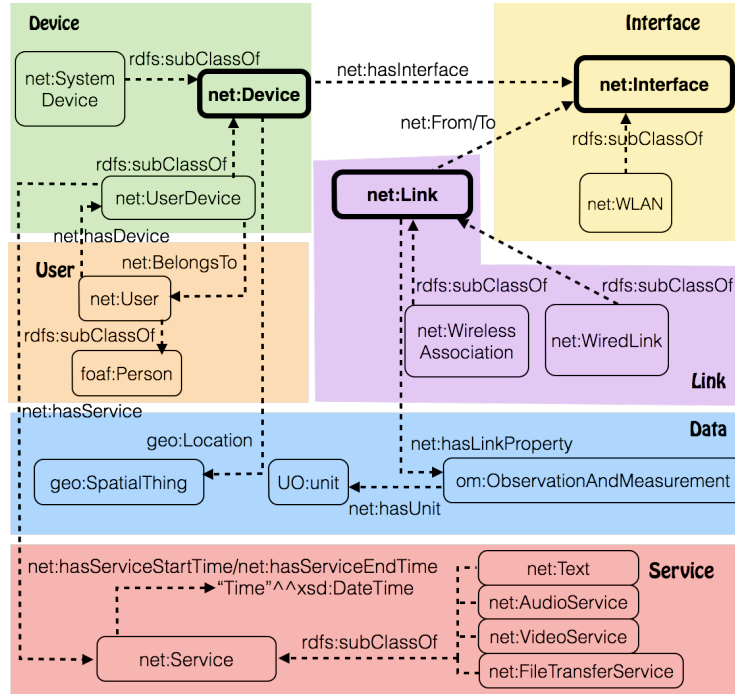 Device
Interface
rdfs:subClassOf
net:System
Device
net:Device
net:hasInterface
net:Interface
net:From/To
rdfs:subClassOf
rdfs:subClassOf
net:UserDevice
net:Link
net:WLAN
net:hasDevice
User
net:BelongsTo
net:User
rdfs:subClassOf
rdfs:subClassOf
rdfs:subClassOf
net:Wireless
Association
net:WiredLink
foaf:Person
Link
net:hasService
Data
geo:Location
net:hasLinkProperty
geo:SpatialThing
UO:unit
om:ObservationAndMeasurement
net:hasUnit
net:hasServiceStartTime/net:hasServiceEndTime
“Time”^^xsd:DateTime
net:Text
Service
net:AudioService
net:VideoService
rdfs:subClassOf
net:Service
net:FileTransferService